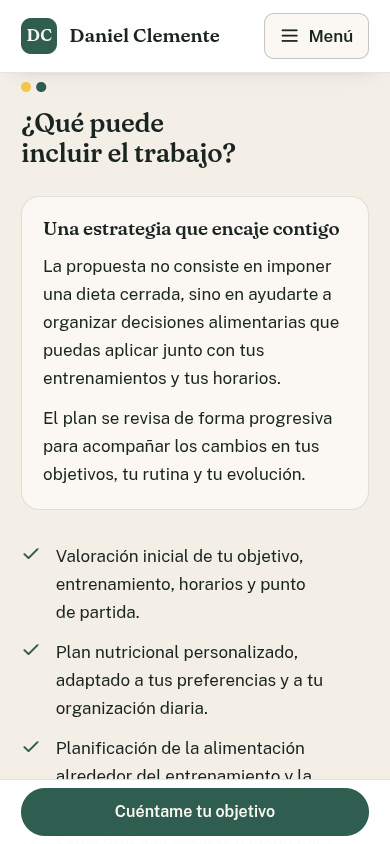 DC Daniel Clemente
Menú
¿Qué puede
incluir el trabajo?
Una estrategia que encaje contigo
La propuesta no consiste en imponer
una dieta cerrada, sino en ayudarte a
organizar decisiones alimentarias que
puedas aplicar junto con tus
entrenamientos y tus horarios.
El plan se revisa de forma progresiva
para acompañar los cambios en tus
objetivos, tu rutina y tu evolución.
Valoración inicial de tu objetivo,
entrenamiento, horarios y punto
de partida.
Plan nutricional personalizado,
adaptado a tus preferencias y a tu
organización diaria.
Planificación de la alimentación
alrededor del entrenamiento y la
Cuéntame tu objetivo